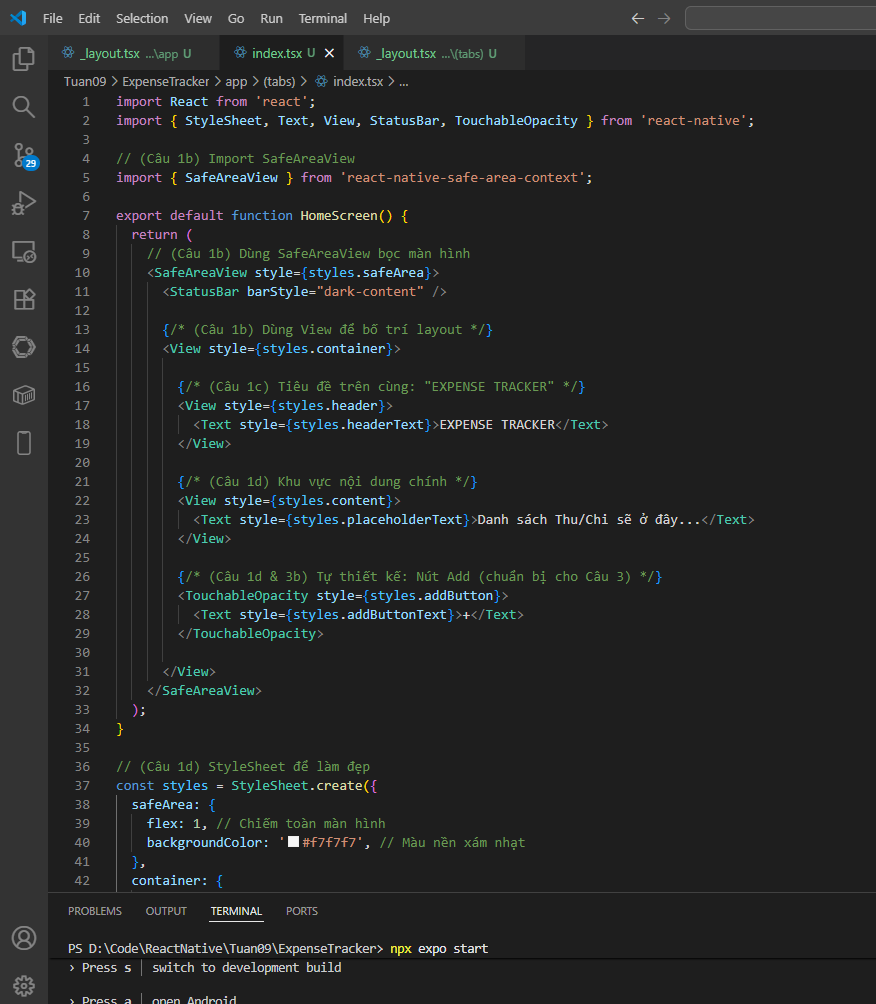 File Edit Selection View Go Run Terminal Help
_layout.tsx ...\app U
index.tsx U
_layout.tsx ...\(tabs) U
Tuan09 > ExpenseTracker > app > (tabs) > index.tsx > ...
1 import React from 'react';
2 import { StyleSheet, Text, View, StatusBar, TouchableOpacity } from 'react-native';
3
4 // (Câu 1b) Import SafeAreaView
5 import { SafeAreaView } from 'react-native-safe-area-context';
6
7 export default function HomeScreen() {
8 return (
9 // (Câu 1b) Dùng SafeAreaView bọc màn hình
10 <SafeAreaView style={styles.safeArea}>
11 <StatusBar barStyle="dark-content" />
12
13 {/* (Câu 1b) Dùng View để bố trí layout */}
14 <View style={styles.container}>
15
16 {/* (Câu 1c) Tiêu đề trên cùng: "EXPENSE TRACKER" */}
17 <View style={styles.header}>
18 <Text style={styles.headerText}>EXPENSE TRACKER</Text>
19 </View>
20
21 {/* (Câu 1d) Khu vực nội dung chính */}
22 <View style={styles.content}>
23 <Text style={styles.placeholderText}>Danh sách Thu/Chi sẽ ở đây...</Text>
24 </View>
25
26 {/* (Câu 1d & 3b) Tự thiết kế: Nút Add (chuẩn bị cho Câu 3) */}
27 <TouchableOpacity style={styles.addButton}>
28 <Text style={styles.addButtonText}>+</Text>
29 </TouchableOpacity>
30
31 </View>
32 </SafeAreaView>
33 );
34 }
35
36 // (Câu 1d) StyleSheet để làm đẹp
37 const styles = StyleSheet.create({
38 safeArea: {
39 flex: 1, // Chiếm toàn màn hình
40 backgroundColor: '#f7f7f7', // Màu nền xám nhạt
41 },
42 container: {
29
PROBLEMS OUTPUT TERMINAL PORTS
PS D:\Code\ReactNative\Tuan09\ExpenseTracker> npx expo start
› Press s │ switch to development build
› Press a │ open Android